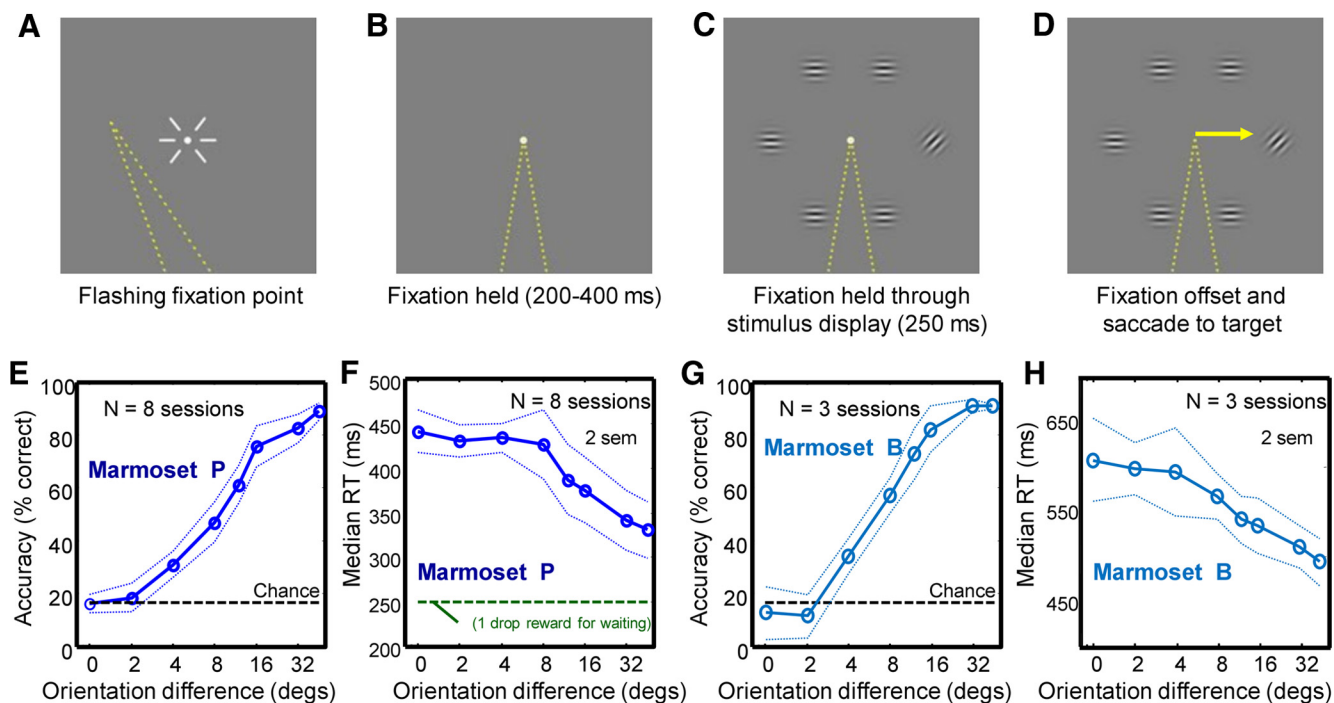 A
B
C
D
Flashing fixation point
Fixation held (200-400 ms)
Fixation held through
stimulus display (250 ms)
Fixation offset and
saccade to target
E
100
80
60
40
20
0
Accuracy (% correct)
N = 8 sessions
Marmoset P
Chance
0 2 4 8 16 32
Orientation difference (degs)
F
500
450
400
350
300
250
200
Median RT (ms)
N = 8 sessions
2 sem
Marmoset P
(1 drop reward for waiting)
0 2 4 8 16 32
Orientation difference (degs)
G
100
80
60
40
20
0
Accuracy (% correct)
N = 3 sessions
Marmoset B
Chance
0 2 4 8 16 32
Orientation difference (degs)
H
650
550
450
Median RT (ms)
N = 3 sessions
2 sem
Marmoset B
0 2 4 8 16 32
Orientation difference (degs)